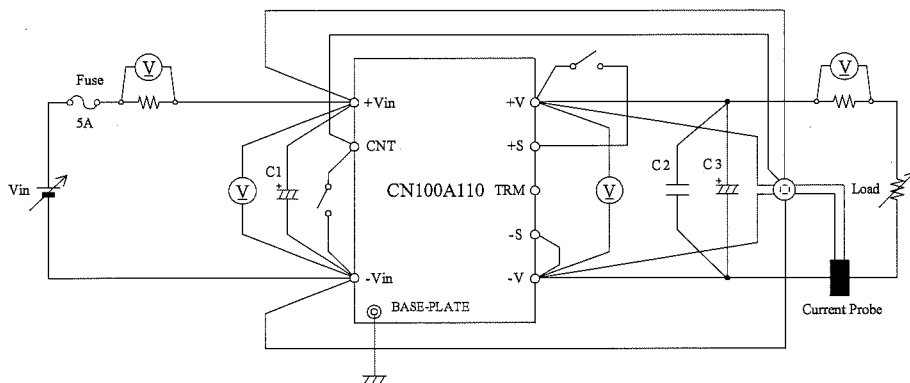 Fuse
5A
V
V
Vin
V
C1
+Vin
CNT
-Vin
CN100A110
+V
+S
TRM
-S
-V
BASE-PLATE
V
C2
C3
V
Load
Current Probe